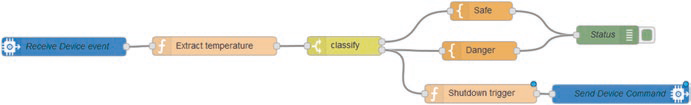 Receive Device event
Extract temperature
classify
Safe
Danger
Status
Shutdown trigger
Send Device Command